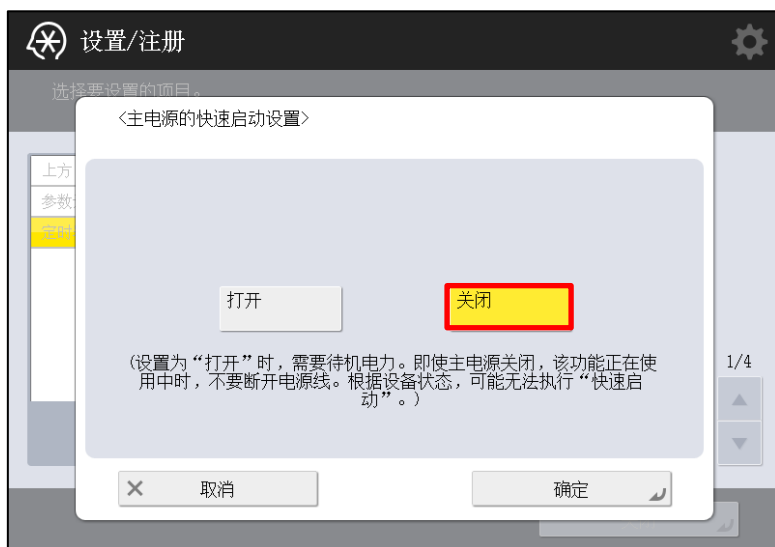 设置/注册
选择要设置的项目。
<主电源的快速启动设置>
上方
参数
定时
打开
关闭
(设置为“打开”时，需要待机电力。即使主电源关闭，该功能正在使
用中时，不要断开电源线。根据设备状态，可能无法执行“快速启
动”。)
1/4
取消
确定